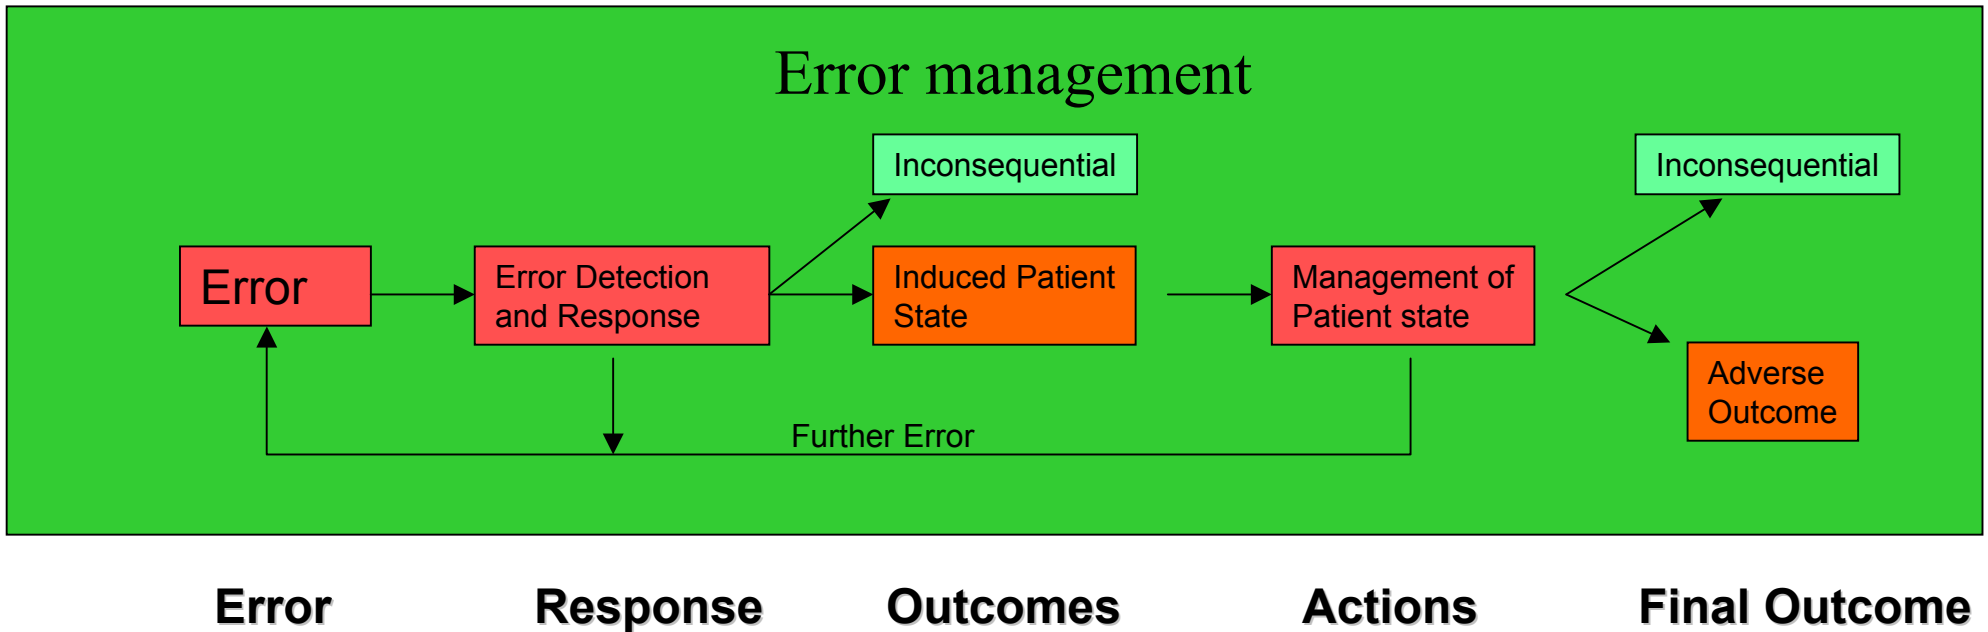 Error management
Inconsequential
Inconsequential
Error
Error Detection
and Response
Induced Patient
State
Management of
Patient state
Adverse
Outcome
Further Error
Error
Response
Outcomes
Actions
Final Outcome